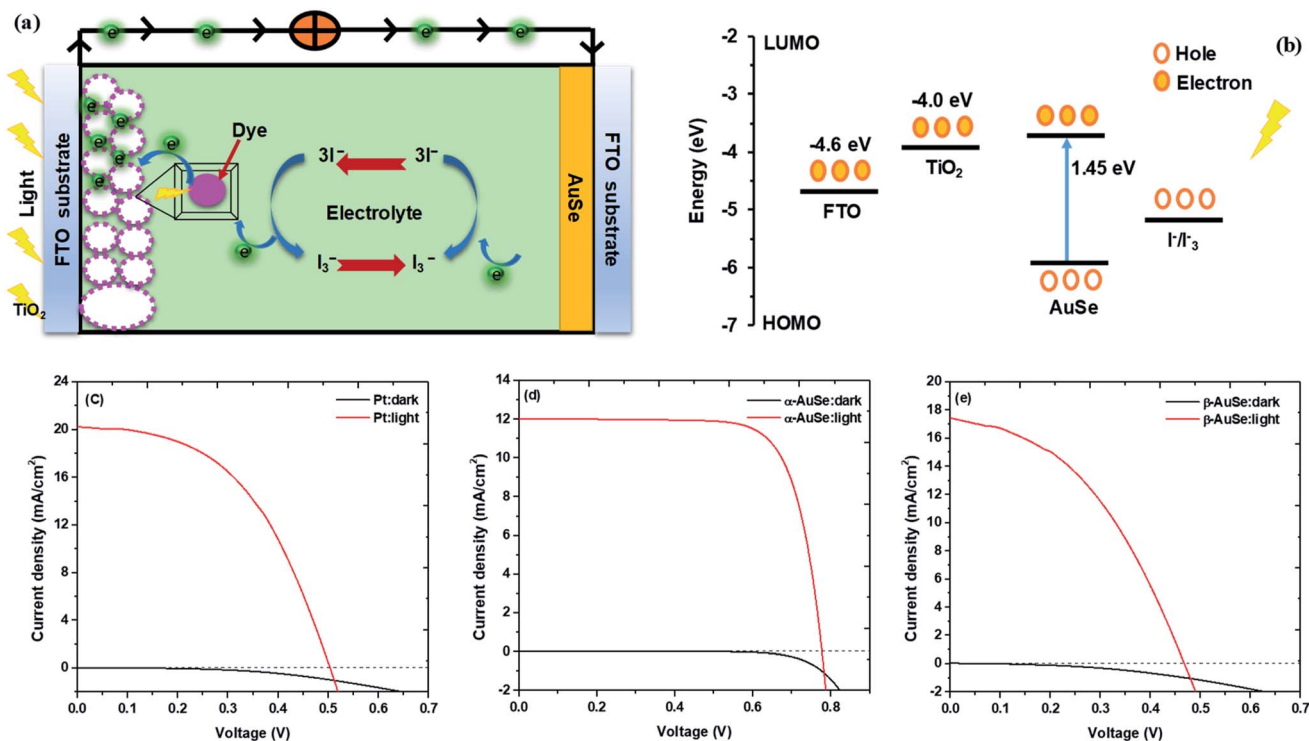 (a)
e⁻ e⁻ e⁻ e⁻
Light
FTO substrate
TiO₂
e⁻
e⁻
e⁻
e⁻
e⁻
e⁻
Dye
3I⁻ 3I⁻
Electrolyte
I₃⁻ I₃⁻
e⁻
e⁻
AuSe
FTO substrate
(b)
Energy (eV)
-2
-3
-4
-5
-6
-7
LUMO
HOMO
-4.6 eV
FTO
-4.0 eV
TiO₂
1.45 eV
AuSe
I⁻/I⁻₃
Hole
Electron
(C)
Pt:dark
Pt:light
Current density (mA/cm²)
24
20
16
12
8
4
0
0.0 0.1 0.2 0.3 0.4 0.5 0.6 0.7
Voltage (V)
(d)
α-AuSe:dark
α-AuSe:light
Current density (mA/cm²)
14
12
10
8
6
4
2
0
-2
0.0 0.2 0.4 0.6 0.8
Voltage (V)
(e)
β-AuSe:dark
β-AuSe:light
Current density (mA/cm²)
20
18
16
14
12
10
8
6
4
2
0
-2
0.0 0.1 0.2 0.3 0.4 0.5 0.6 0.7
Voltage (V)